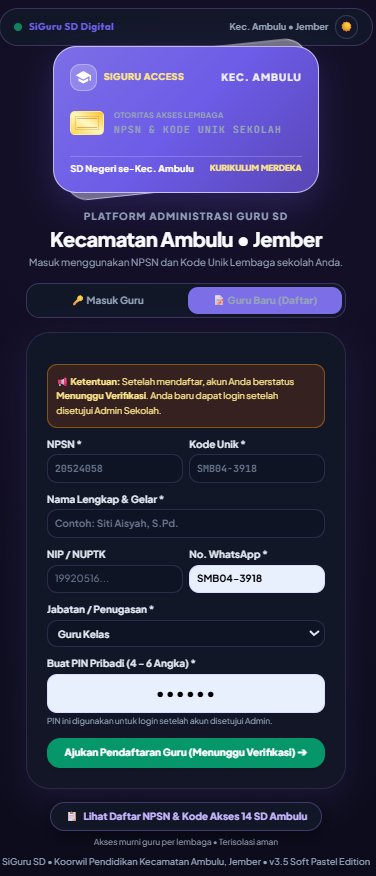 SiGuru SD Digital
Kec. Ambulu • Jember
SIGURU ACCESS
KEC. AMBULU
OTORITAS AKSES LEMBAGA
NPSN & KODE UNIK SEKOLAH
SD Negeri se-Kec. Ambulu
KURIKULUM MERDEKA
PLATFORM ADMINISTRASI GURU SD
Kecamatan Ambulu • Jember
Masuk menggunakan NPSN dan Kode Unik Lembaga sekolah Anda.
🔑 Masuk Guru
📝 Guru Baru (Daftar)
📢 Ketentuan: Setelah mendaftar, akun Anda berstatus
Menunggu Verifikasi. Anda baru dapat login setelah
disetujui Admin Sekolah.
NPSN *
Kode Unik *
20524058
SMB04-3918
Nama Lengkap & Gelar *
Contoh: Siti Aisyah, S.Pd.
NIP / NUPTK
No. WhatsApp *
19920516...
SMB04-3918
Jabatan / Penugasan *
Guru Kelas
Buat PIN Pribadi (4 - 6 Angka) *
••••••
PIN ini digunakan untuk login setelah akun disetujui Admin.
Ajukan Pendaftaran Guru (Menunggu Verifikasi) ➔
📋 Lihat Daftar NPSN & Kode Akses 14 SD Ambulu
Akses murni guru per lembaga • Terisolasi aman
SiGuru SD • Koorwil Pendidikan Kecamatan Ambulu, Jember • v3.5 Soft Pastel Edition